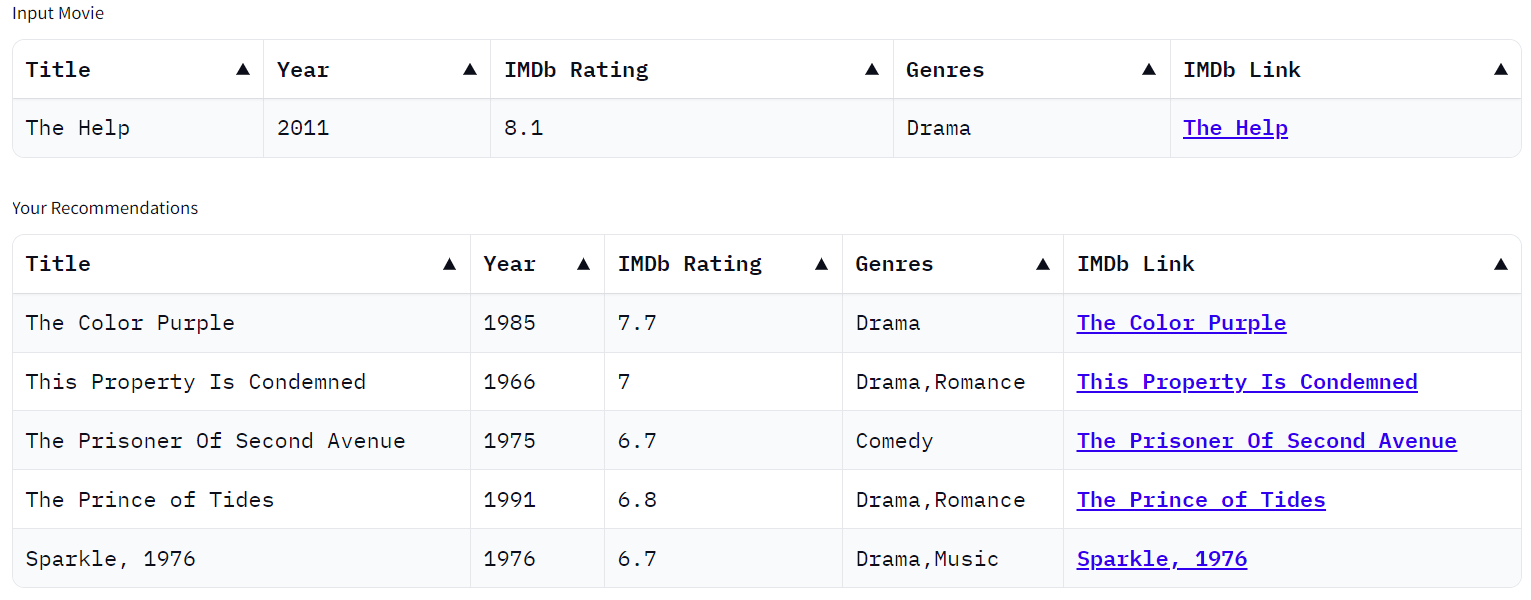 Input Movie
Title ▲ Year ▲ IMDb Rating ▲ Genres ▲ IMDb Link ▲
The Help 2011 8.1 Drama The Help
Your Recommendations
Title ▲ Year ▲ IMDb Rating ▲ Genres ▲ IMDb Link ▲
The Color Purple 1985 7.7 Drama The Color Purple
This Property Is Condemned 1966 7 Drama,Romance This Property Is Condemned
The Prisoner Of Second Avenue 1975 6.7 Comedy The Prisoner Of Second Avenue
The Prince of Tides 1991 6.8 Drama,Romance The Prince of Tides
Sparkle, 1976 1976 6.7 Drama,Music Sparkle, 1976